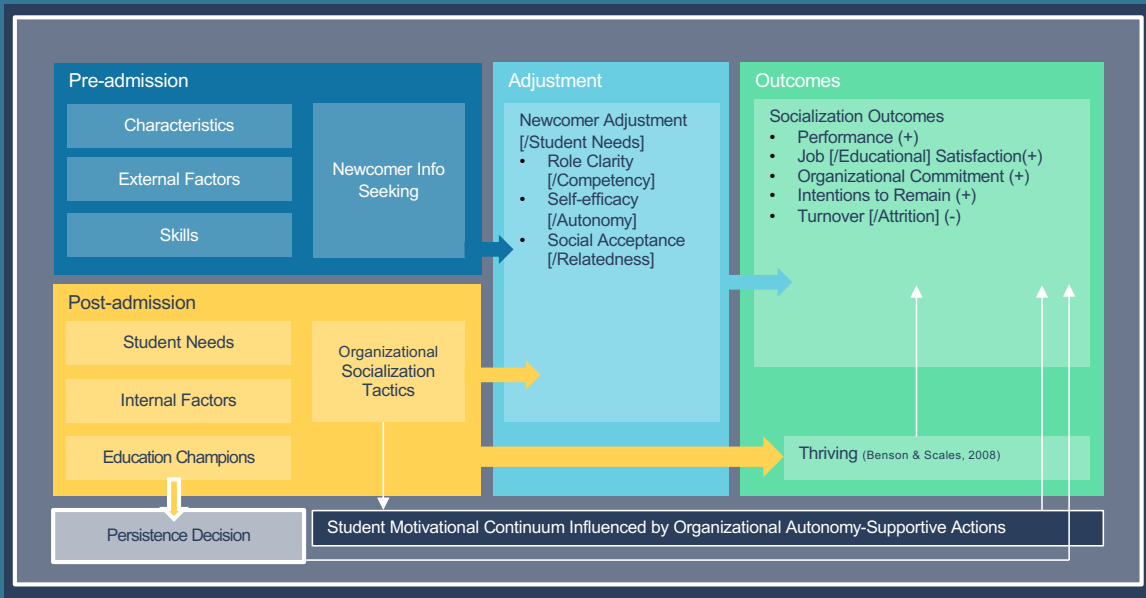 Pre-admission
Characteristics
External Factors
Skills
Newcomer Info
Seeking
Post-admission
Student Needs
Internal Factors
Education Champions
Organizational
Socialization
Tactics
Persistence Decision
Adjustment
Newcomer Adjustment
[/Student Needs]
• Role Clarity
[/Competency]
• Self-efficacy
[/Autonomy]
• Social Acceptance
[/Relatedness]
Outcomes
Socialization Outcomes
• Performance (+)
• Job [/Educational] Satisfaction(+)
• Organizational Commitment (+)
• Intentions to Remain (+)
• Turnover [/Attrition] (-)
Thriving (Benson & Scales, 2008)
Student Motivational Continuum Influenced by Organizational Autonomy-Supportive Actions